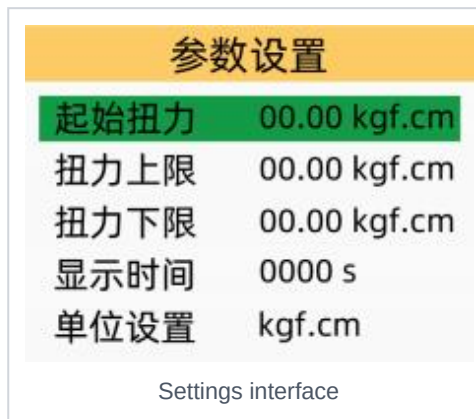 参数设置
起始扭力 00.00 kgf.cm
扭力上限 00.00 kgf.cm
扭力下限 00.00 kgf.cm
显示时间 0000 s
单位设置 kgf.cm
Settings interface